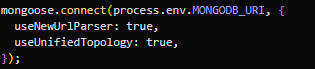 mongoose.connect(process.env.MONGODB_URI, {
  useNewUrlParser: true,
  useUnifiedTopology: true,
});